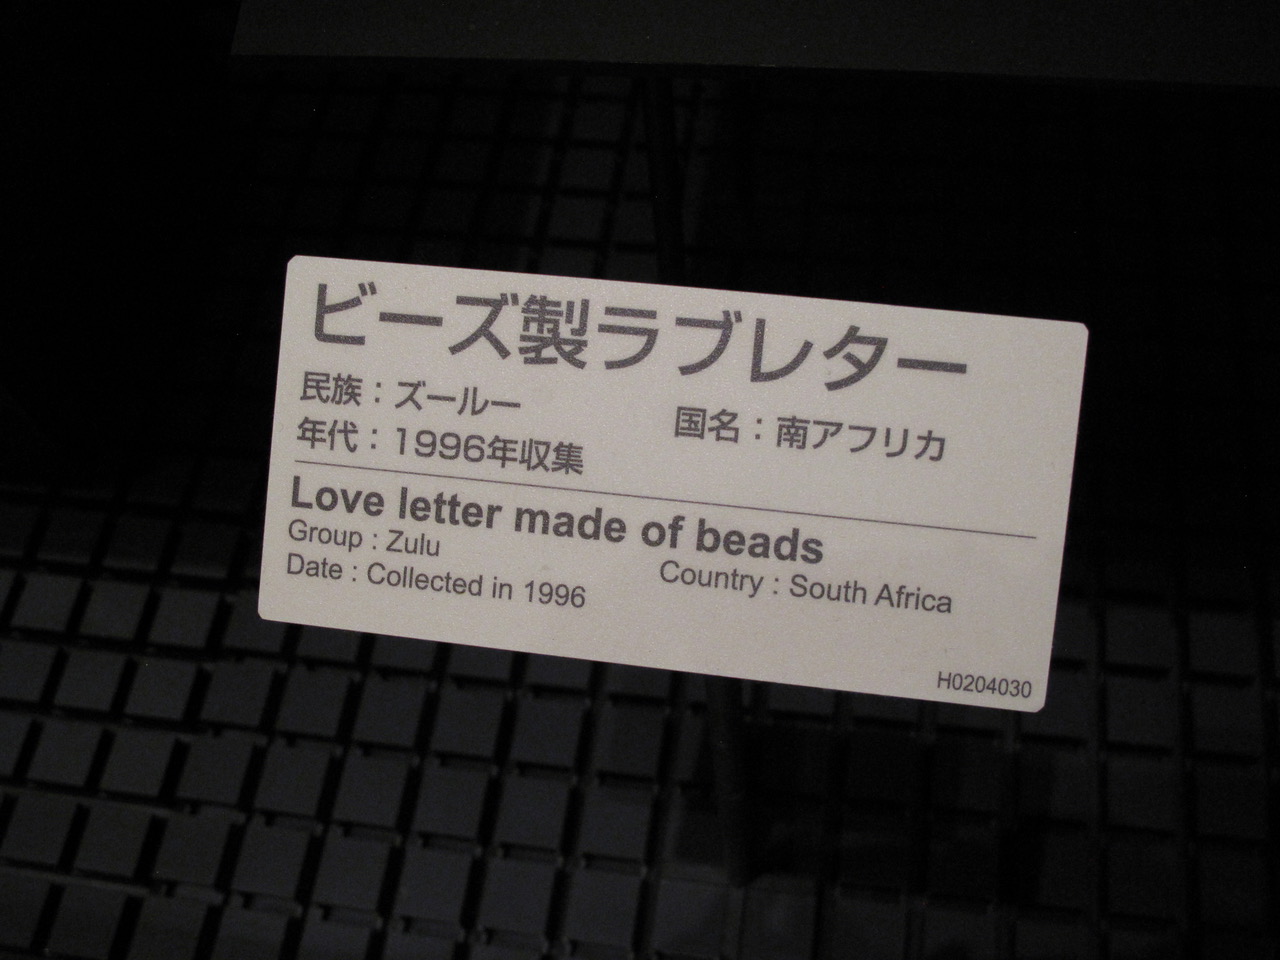 ビーズ製ラブレター
民族：ズールー
国名：南アフリカ
年代：1996年収集
Love letter made of beads
Group : Zulu
Country : South Africa
Date : Collected in 1996
H0204030